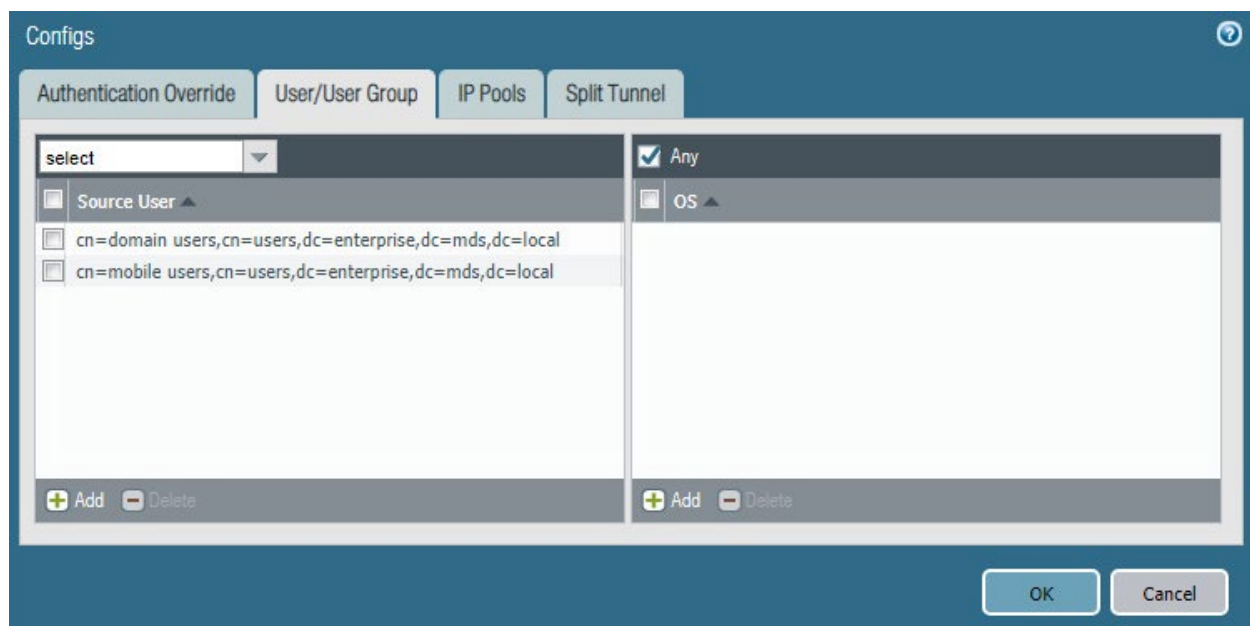 Configs
Authentication Override User/User Group IP Pools Split Tunnel
select
Any
Source User
OS
cn=domain users,cn=users,dc=enterprise,dc=mds,dc=local
cn=mobile users,cn=users,dc=enterprise,dc=mds,dc=local
Add Delete
Add Delete
OK Cancel